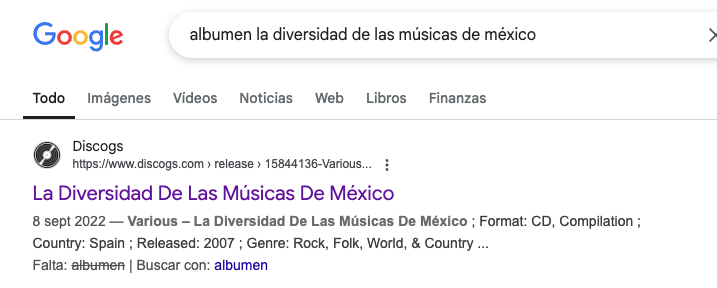 Google
albumen la diversidad de las músicas de méxico
Todo Imágenes Vídeos Noticias Web Libros Finanzas
Discogs
https://www.discogs.com › release › 15844136-Various...
La Diversidad De Las Músicas De México
8 sept 2022 — Various – La Diversidad De Las Músicas De México ; Format: CD, Compilation ;
Country: Spain ; Released: 2007 ; Genre: Rock, Folk, World, & Country ...
Falta: albumen | Buscar con: albumen